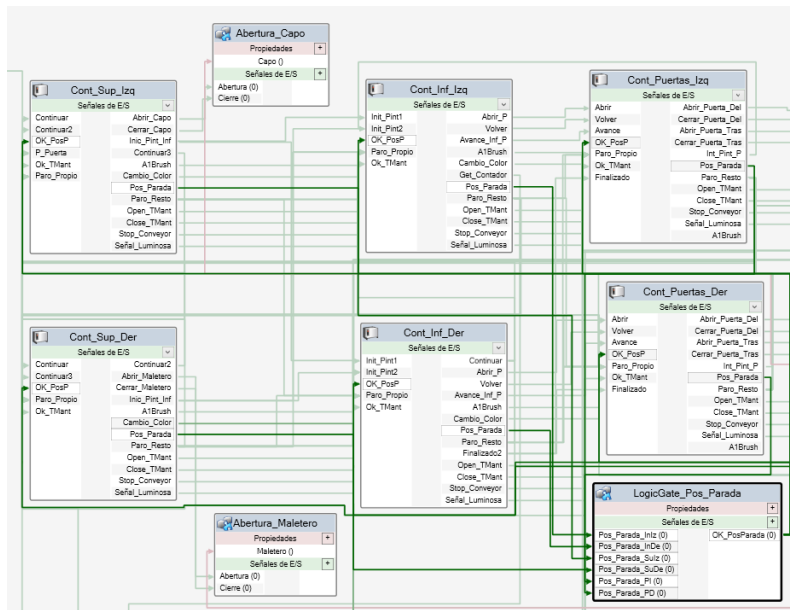 Abertura_Capo
Propiedades
Capo ()
Señales de E/S
Abertura (0)
Cierre (0)
Cont_Sup_Izq
Señales de E/S
Continuar Abrir_Capo
Continuar2 Cerrar_Capo
OK_PosP Inio_Pint_Inf
P_Puerta Continuar3
Ok_TMant A1Brush
Paro_Propio Cambio_Color
Pos_Parada
Paro_Resto
Open_TMant
Close_TMant
Stop_Conveyor
Señal_Luminosa
Cont_Inf_Izq
Señales de E/S
Init_Pint1 Abrir_P
Init_Pint2 Volver
OK_PosP Avance_Inf_P
Paro_Propio A1Brush
Ok_TMant Cambio_Color
Get_Contador
Pos_Parada
Paro_Resto
Open_TMant
Close_TMant
Stop_Conveyor
Señal_Luminosa
Cont_Puertas_Izq
Señales de E/S
Abrir Abrir_Puerta_Del
Volver Cerrar_Puerta_Del
Avance Abrir_Puerta_Tras
OK_PosP Cerrar_Puerta_Tras
Paro_Propio Int_Pint_P
Ok_TMant Pos_Parada
Finalizado Paro_Resto
Open_TMant
Close_TMant
Stop_Conveyor
Señal_Luminosa
A1Brush
Cont_Sup_Der
Señales de E/S
Continuar Continuar2
Continuar3 Abrir_Maletero
OK_PosP Cerrar_Maletero
Paro_Propio Inio_Pint_Inf
Ok_TMant A1Brush
Cambio_Color
Pos_Parada
Paro_Resto
Open_TMant
Close_TMant
Stop_Conveyor
Señal_Luminosa
Cont_Inf_Der
Señales de E/S
Init_Pint1 Continuar
Init_Pint2 Abrir_P
OK_PosP Volver
Paro_Propio Avance_Inf_P
Ok_TMant A1Brush
Cambio_Color
Pos_Parada
Paro_Resto
Finalizado2
Open_TMant
Close_TMant
Stop_Conveyor
Señal_Luminosa
Cont_Puertas_Der
Señales de E/S
Abrir Abrir_Puerta_Del
Volver Cerrar_Puerta_Del
Avance Abrir_Puerta_Tras
OK_PosP Cerrar_Puerta_Tras
Paro_Propio Int_Pint_P
Ok_TMant Pos_Parada
Finalizado Paro_Resto
Open_TMant
Close_TMant
Stop_Conveyor
Señal_Luminosa
A1Brush
Abertura_Maletero
Propiedades
Maletero ()
Señales de E/S
Abertura (0)
Cierre (0)
LogicGate_Pos_Parada
Propiedades
Señales de E/S
Pos_Parada_InIz (0) OK_PosParada (0)
Pos_Parada_InDe (0)
Pos_Parada_SuIz (0)
Pos_Parada_SuDe (0)
Pos_Parada_PI (0)
Pos_Parada_PD (0)